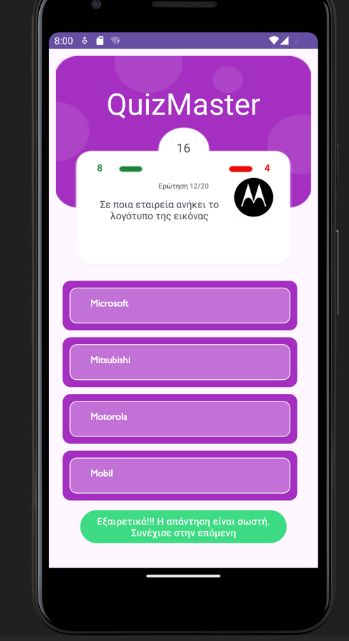 8:00
QuizMaster
16
8
4
Ερώτηση 12/20
Σε ποια εταιρεία ανήκει το
λογότυπο της εικόνας
Microsoft
Mitsubishi
Motorola
Mobil
Εξαιρετικά!!! Η απάντηση είναι σωστή.
Συνέχισε στην επόμενη